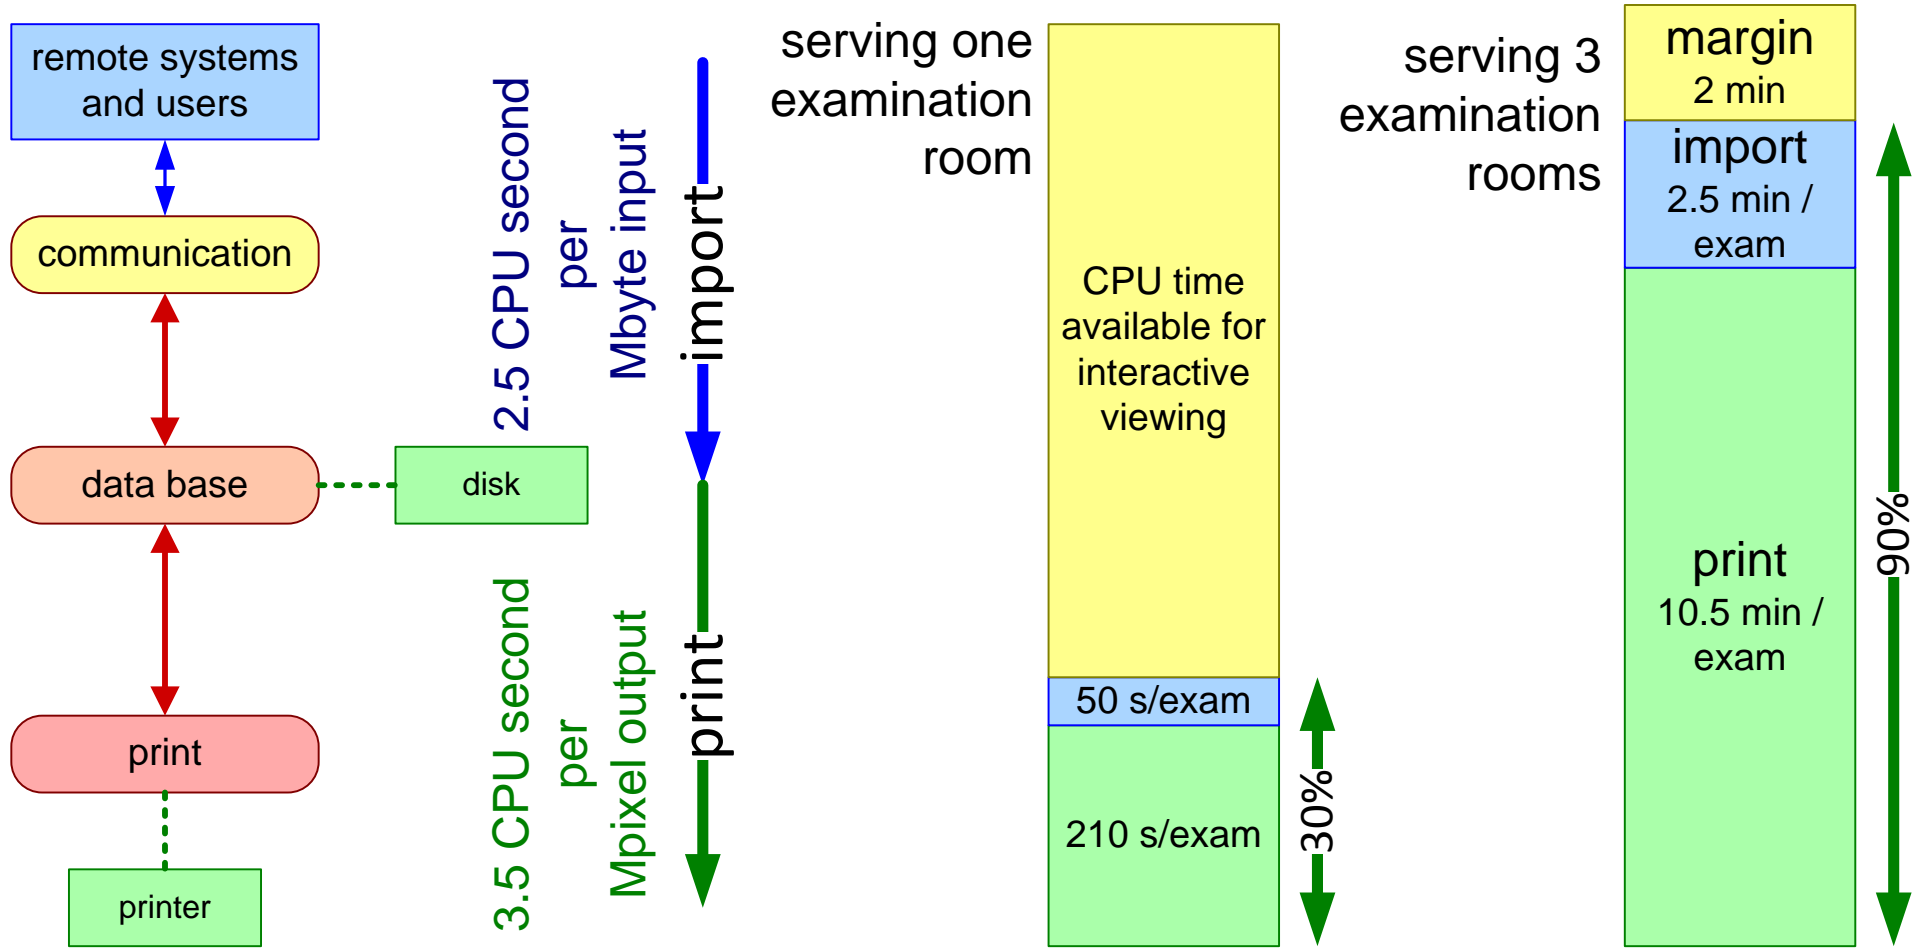 remote systems
and users
communication
data base
disk
print
printer
2.5 CPU second
per
Mbyte input
import
3.5 CPU second
per
Mpixel output
print
serving one
examination
room
CPU time
available for
interactive
viewing
50 s/exam
210 s/exam
30%
serving 3
examination
rooms
margin
2 min
import
2.5 min /
exam
print
10.5 min /
exam
90%